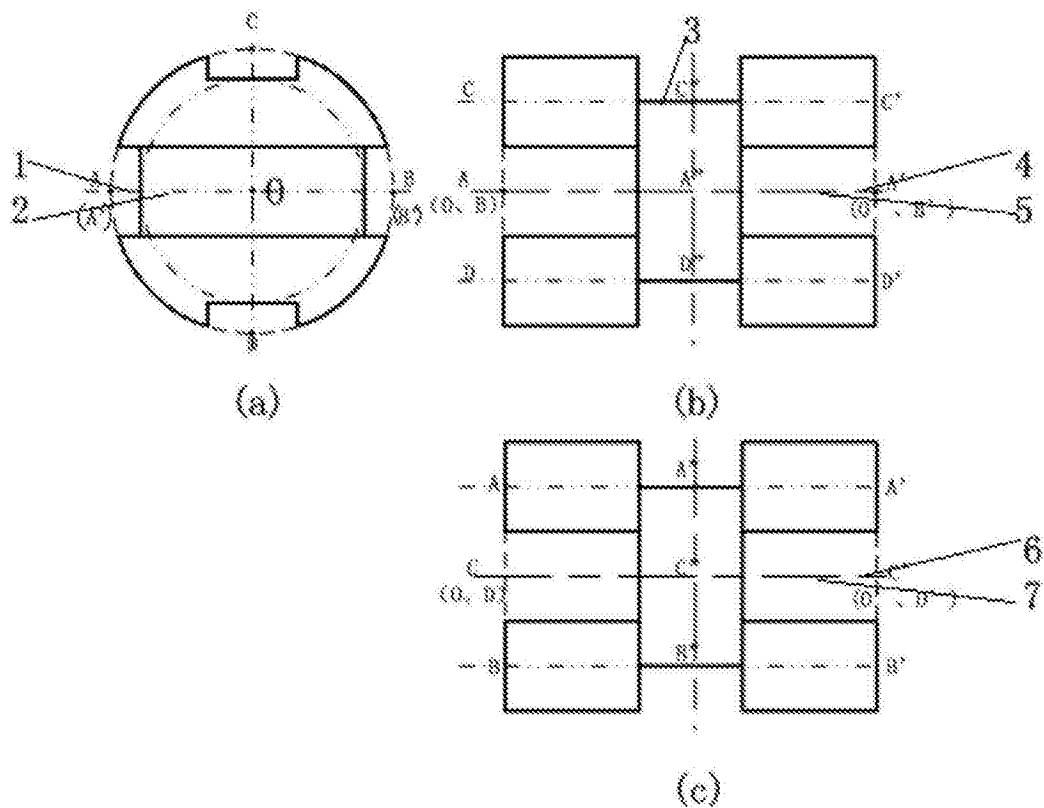 C
1
A
B
2
(A')
O
(B')
(a)
3
C
C"
C'
4
A
A"
A'
(O、B)
(O'、B')
5
D
D"
D'
(b)
A
A"
A'
6
C
C"
(O、D)
7
B
B"
B'
(c)